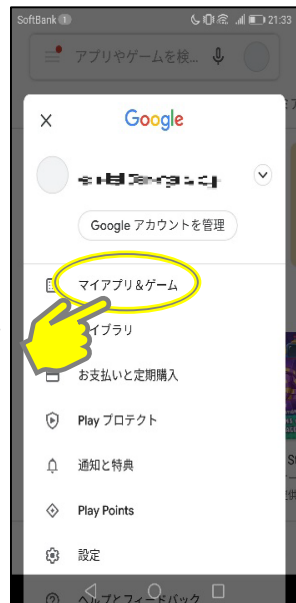 SoftBank 1 21:33
アプリやゲームを検...
× Google
Google アカウントを管理
マイアプリ&ゲーム
イブラリ
お支払いと定期購入
Play プロテクト
通知と特典
Play Points
設定
ヘルプとフィードバック